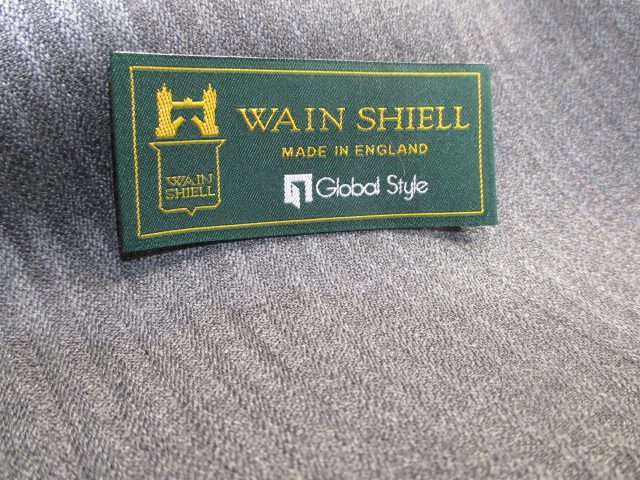 WAIN SHIELL
MADE IN ENGLAND
Global Style
WAIN
SHIELL